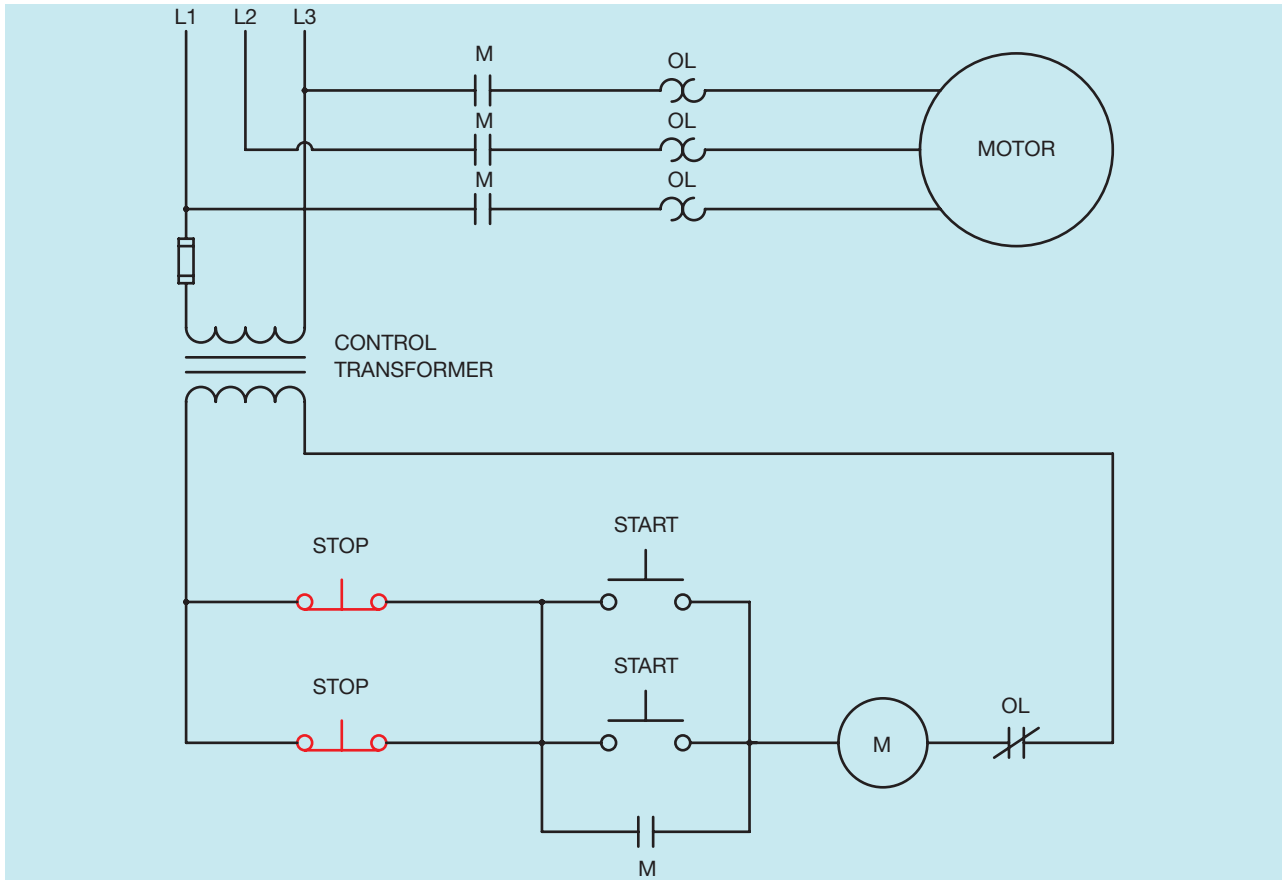 L1 L2 L3
M OL
M OL
MOTOR
M OL
CONTROL
TRANSFORMER
START
STOP
START
STOP
OL
M
M